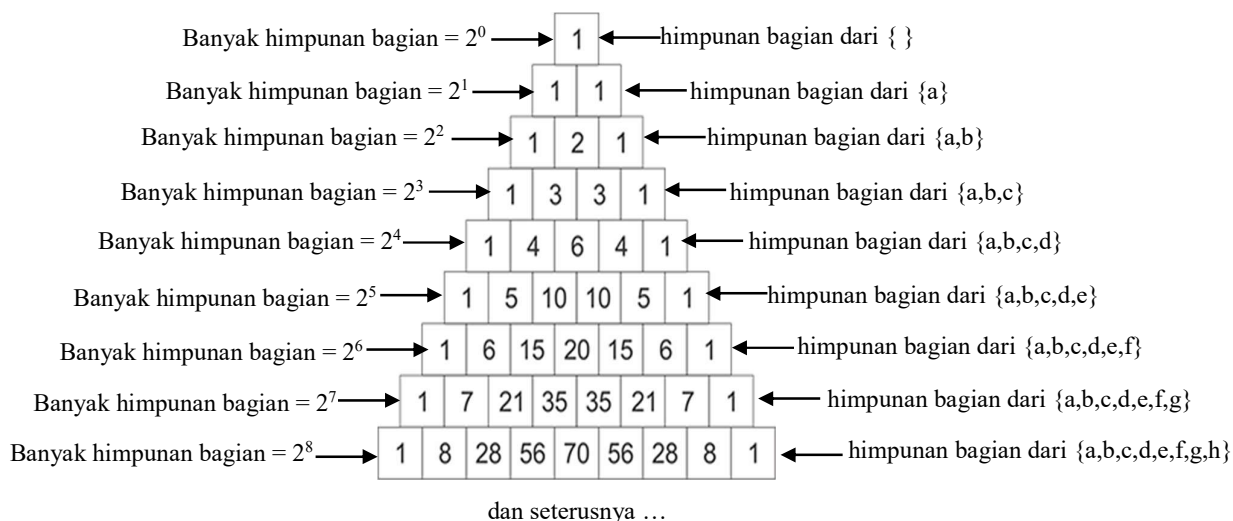 Banyak himpunan bagian = 2⁰ 1 himpunan bagian dari { }
Banyak himpunan bagian = 2¹ 1 1 himpunan bagian dari {a}
Banyak himpunan bagian = 2² 1 2 1 himpunan bagian dari {a,b}
Banyak himpunan bagian = 2³ 1 3 3 1 himpunan bagian dari {a,b,c}
Banyak himpunan bagian = 2⁴ 1 4 6 4 1 himpunan bagian dari {a,b,c,d}
Banyak himpunan bagian = 2⁵ 1 5 10 10 5 1 himpunan bagian dari {a,b,c,d,e}
Banyak himpunan bagian = 2⁶ 1 6 15 20 15 6 1 himpunan bagian dari {a,b,c,d,e,f}
Banyak himpunan bagian = 2⁷ 1 7 21 35 35 21 7 1 himpunan bagian dari {a,b,c,d,e,f,g}
Banyak himpunan bagian = 2⁸ 1 8 28 56 70 56 28 8 1 himpunan bagian dari {a,b,c,d,e,f,g,h}
dan seterusnya …